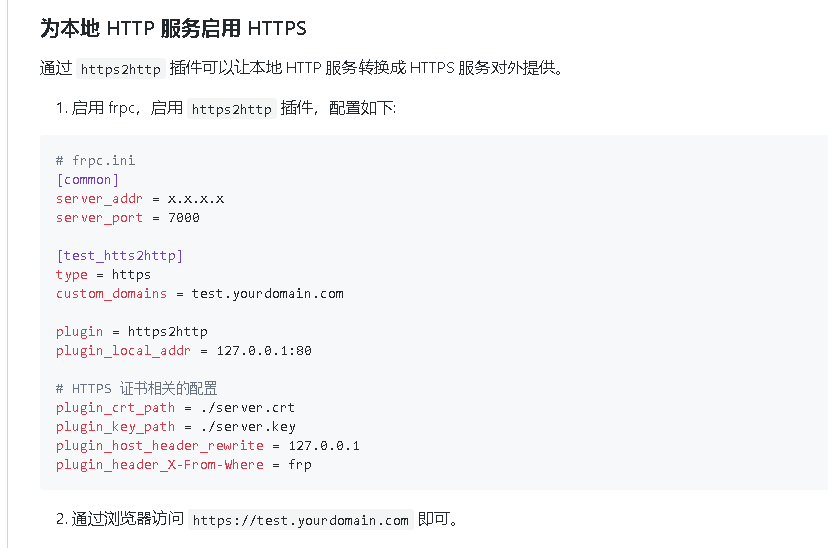 为本地 HTTP 服务启用 HTTPS
通过 https2http 插件可以让本地 HTTP 服务转换成 HTTPS 服务对外提供。
1. 启用 frpc，启用 https2http 插件，配置如下:
# frpc.ini
[common]
server_addr = x.x.x.x
server_port = 7000
[test_htts2http]
type = https
custom_domains = test.yourdomain.com
plugin = https2http
plugin_local_addr = 127.0.0.1:80
# HTTPS 证书相关的配置
plugin_crt_path = ./server.crt
plugin_key_path = ./server.key
plugin_host_header_rewrite = 127.0.0.1
plugin_header_X-From-Where = frp
2. 通过浏览器访问 https://test.yourdomain.com 即可。